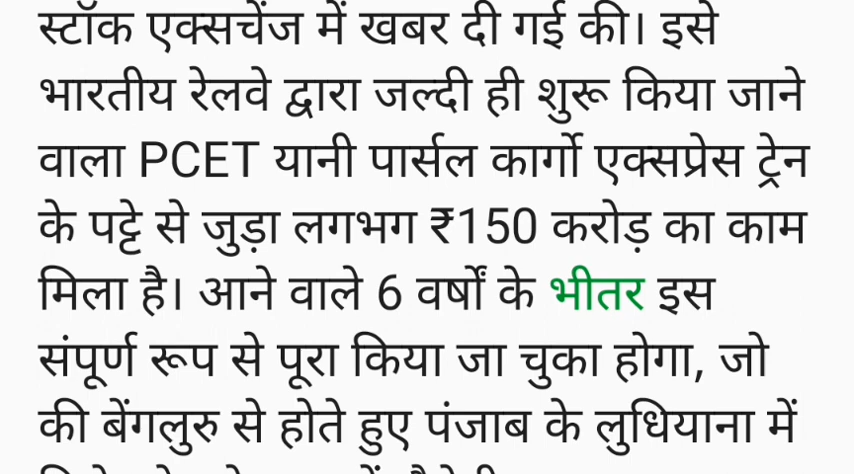 स्टॉक एक्सचेंज में खबर दी गई की। इसे
भारतीय रेलवे द्वारा जल्दी ही शुरू किया जाने
वाला PCET यानी पार्सल कार्गो एक्सप्रेस ट्रेन
के पट्टे से जुड़ा लगभग ₹150 करोड़ का काम
मिला है। आने वाले 6 वर्षों के भीतर इस
संपूर्ण रूप से पूरा किया जा चुका होगा, जो
की बेंगलुरु से होते हुए पंजाब के लुधियाना में